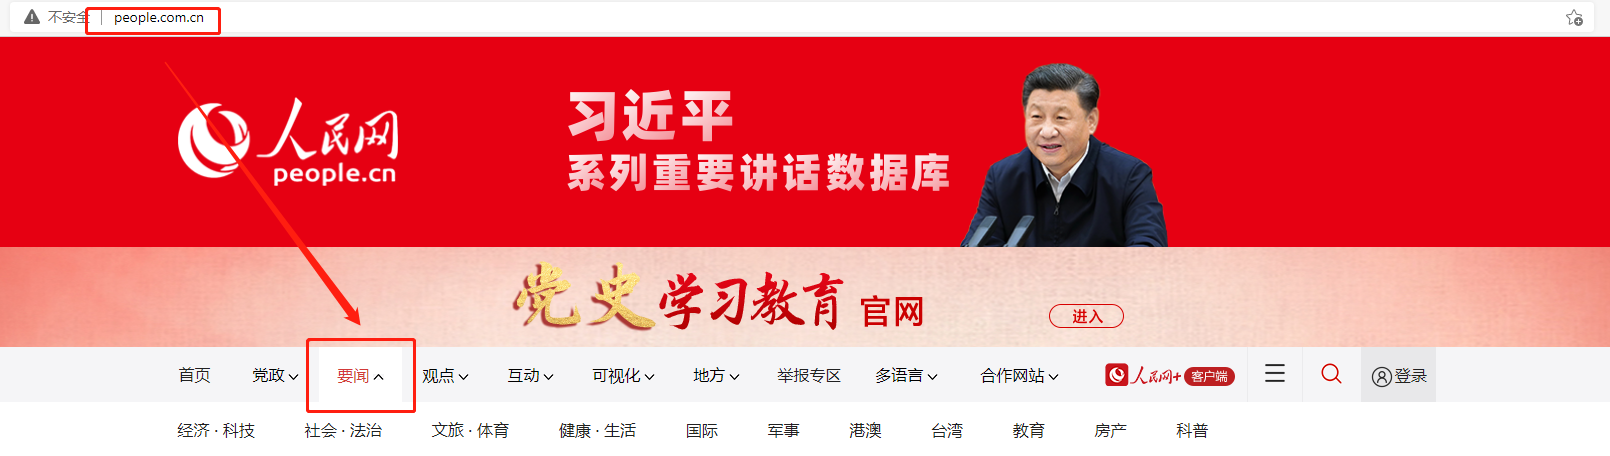 不安全 | people.com.cn
人民网
people.cn
习近平
系列重要讲话数据库
党史学习教育 官网
进入
首页 党政 要闻 观点 互动 可视化 地方 举报专区 多语言 合作网站 人民网+ 客户端 登录
经济 · 科技 社会 · 法治 文旅 · 体育 健康 · 生活 国际 军事 港澳 台湾 教育 房产 科普